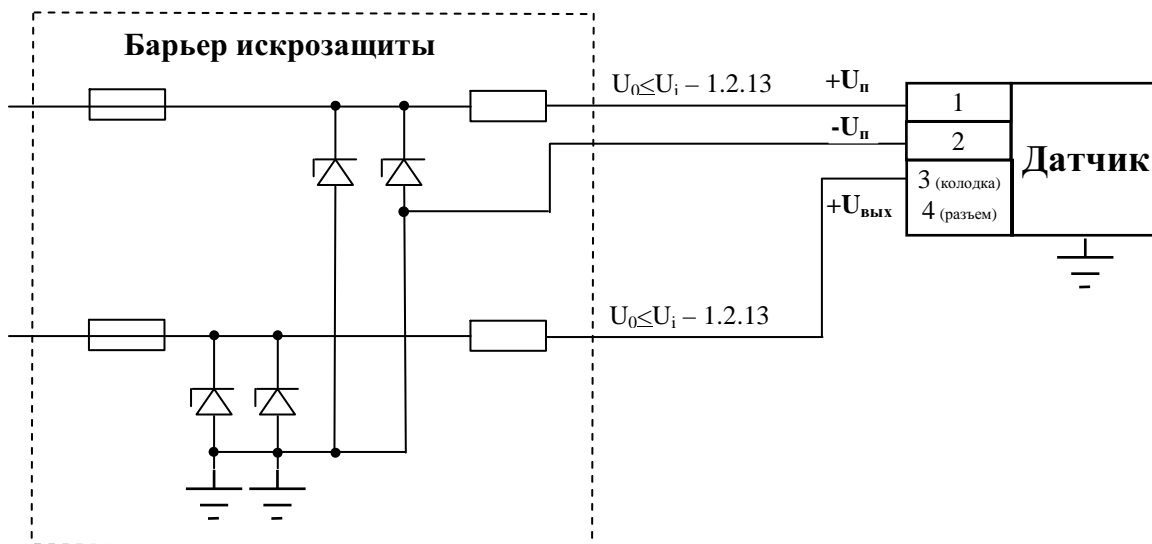 Барьер искрозащиты
U₀≤Uᵢ – 1.2.13
+Uп
1
-Uп
2
Датчик
3 (колодка)
+Uвых
4 (разъем)
U₀≤Uᵢ – 1.2.13